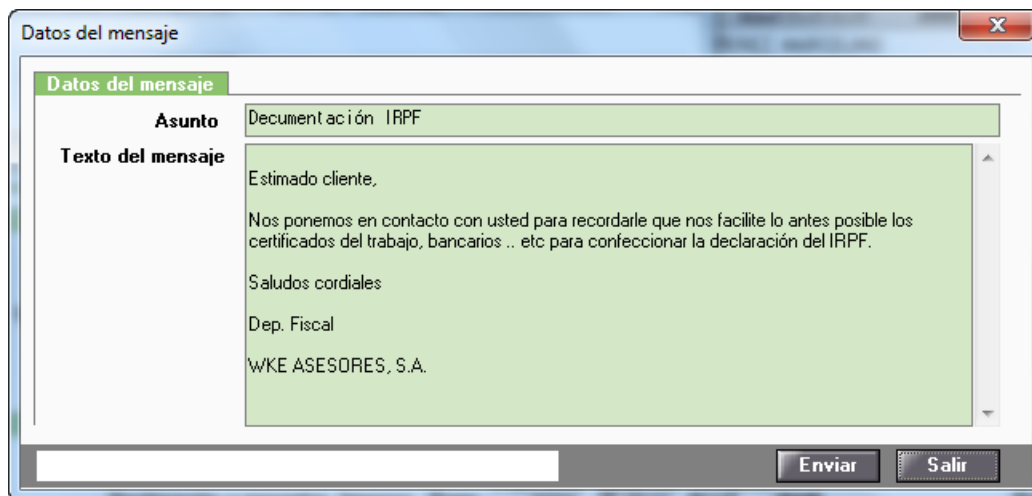 Datos del mensaje
Datos del mensaje
Asunto
Decumentación IRPF
Texto del mensaje
Estimado cliente,
Nos ponemos en contacto con usted para recordarle que nos facilite lo antes posible los
certificados del trabajo, bancarios .. etc para confeccionar la declaración del IRPF.
Saludos cordiales
Dep. Fiscal
WKE ASESORES, S.A.
Enviar
Salir